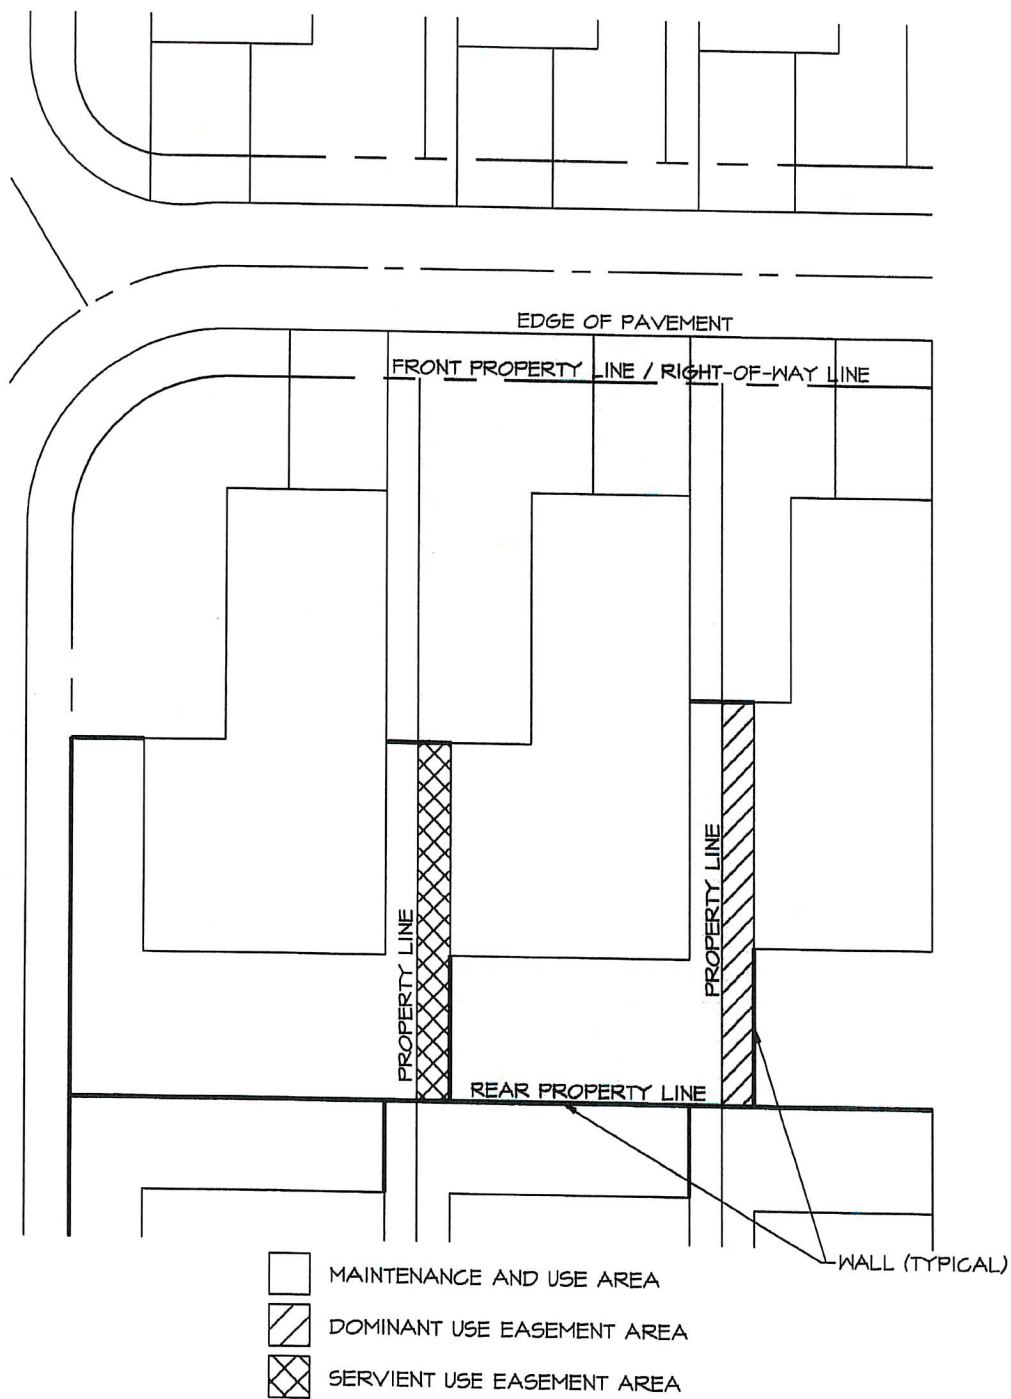 EDGE OF PAVEMENT
FRONT PROPERTY LINE / RIGHT-OF-WAY LINE
PROPERTY LINE
PROPERTY LINE
REAR PROPERTY LINE
WALL (TYPICAL)
MAINTENANCE AND USE AREA
DOMINANT USE EASEMENT AREA
SERVIENT USE EASEMENT AREA